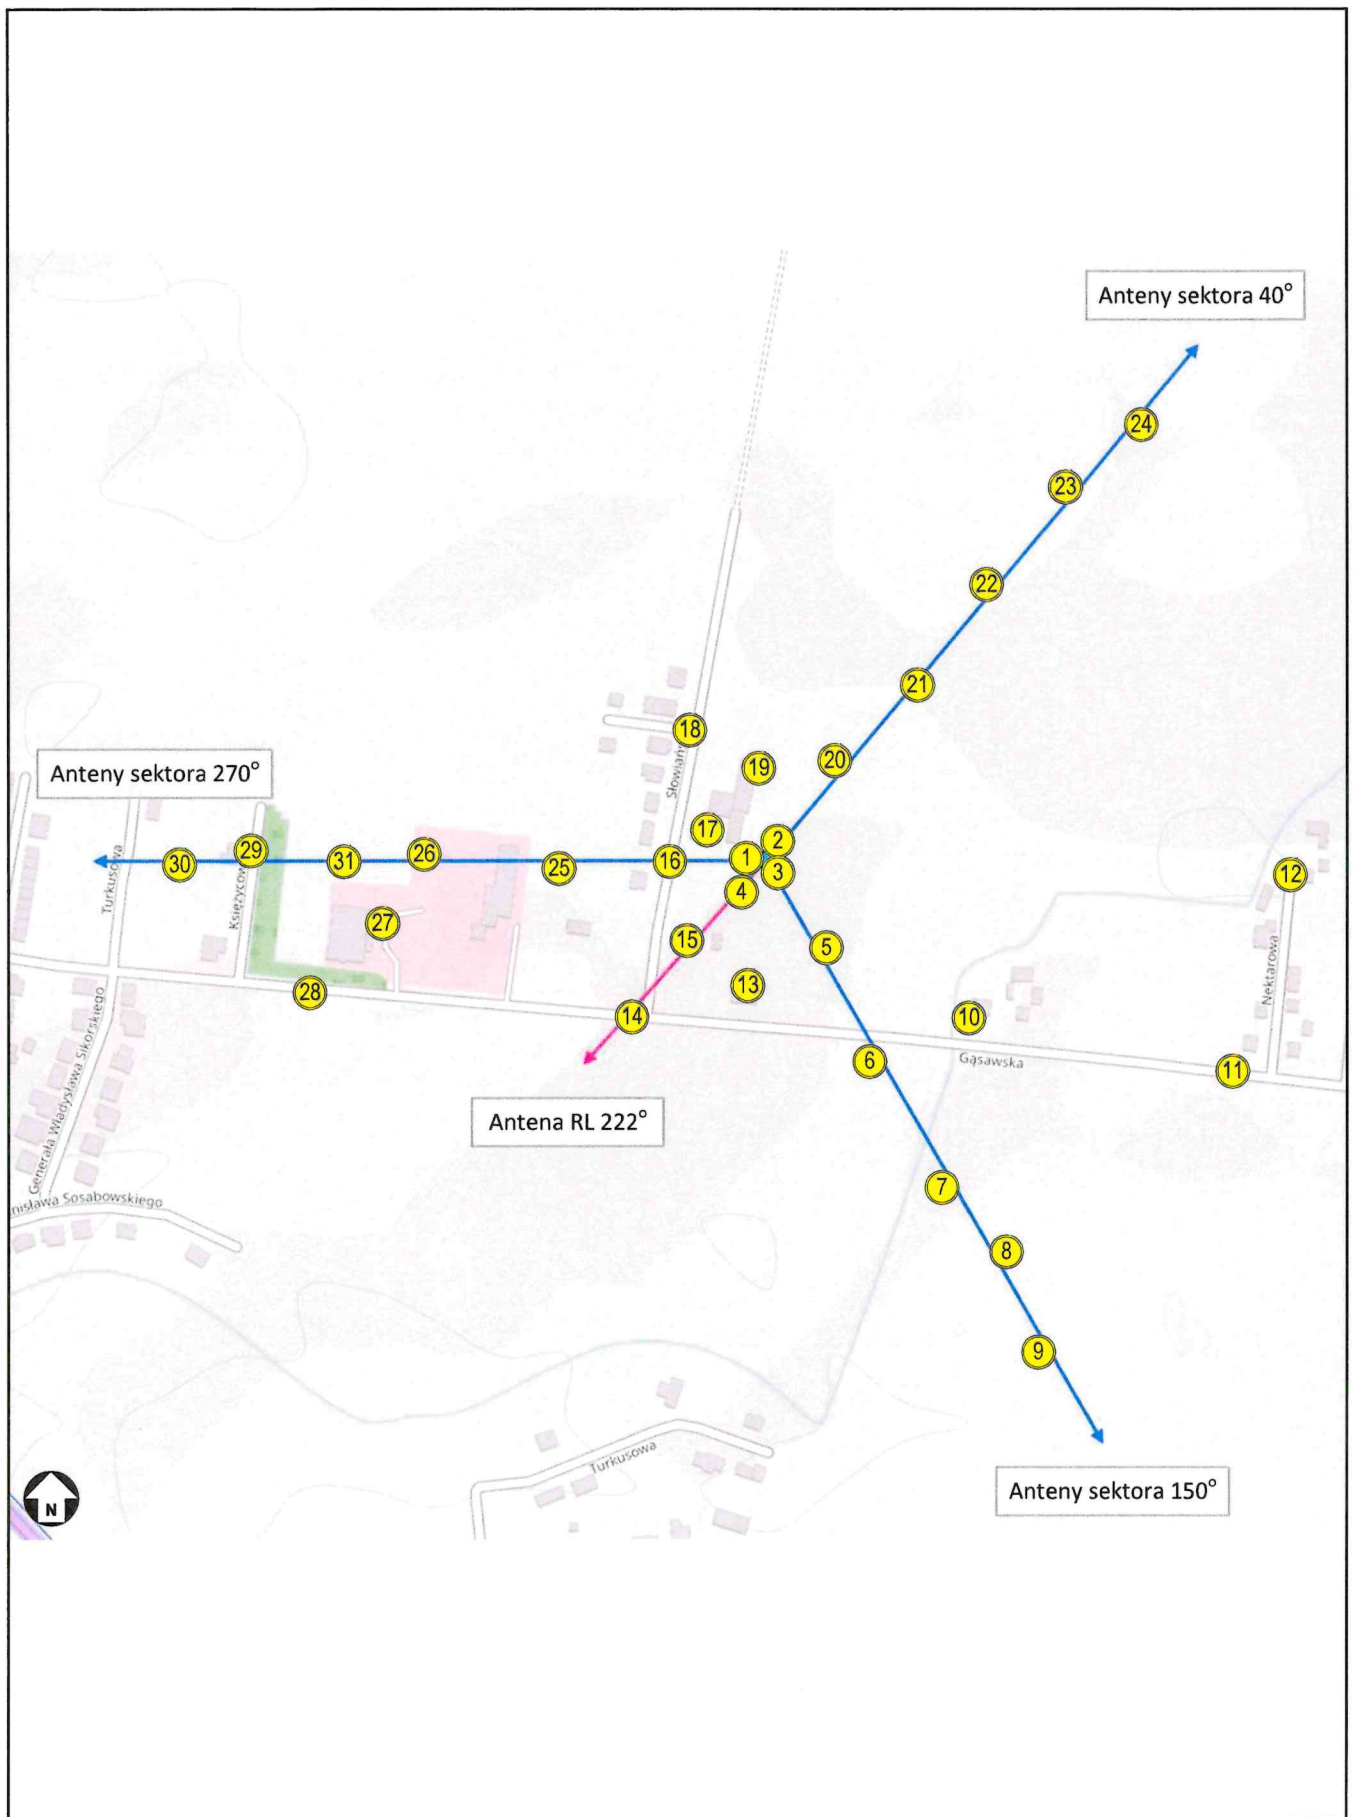 Anteny sektora 40°
24
23
22
21
18
20
19
Słowiań
Anteny sektora 270°
17
2
1
3
16
25
26
31
29
30
12
4
27
Turkusowa
Księżycow
15
5
Nektarowa
13
28
14
10
Gąsawska
6
11
Generała Władysława Sikorskiego
Antena RL 222°
7
nisława Sosabowskiego
8
9
Turkusowa
Anteny sektora 150°
N